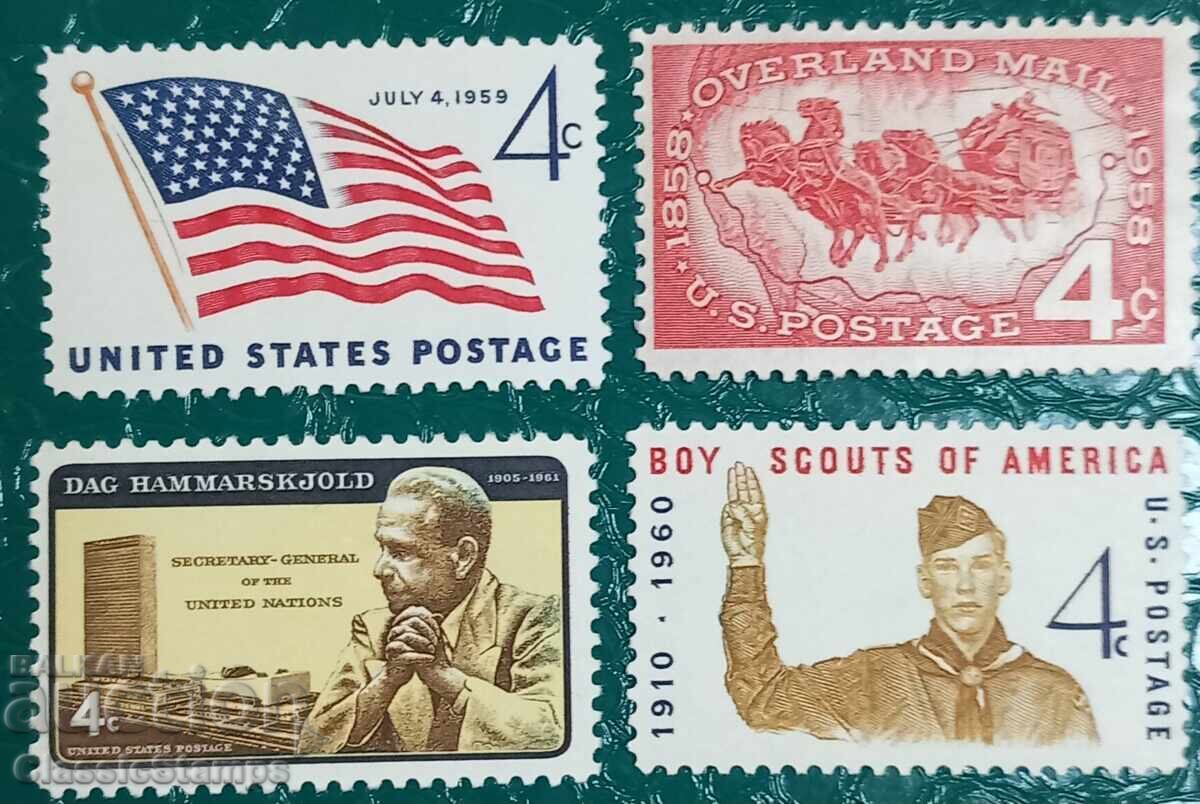 JULY 4, 1959
4c
UNITED STATES POSTAGE
1858 · OVERLAND MAIL · 1958
U.S. POSTAGE
4c
DAG HAMMARSKJOLD
1905-1961
SECRETARY-GENERAL
OF THE
UNITED NATIONS
4c
UNITED STATES POSTAGE
BOY SCOUTS OF AMERICA
1910 · 1960
4c
U.S. POSTAGE
BALKAN
auction
ClassicStamps